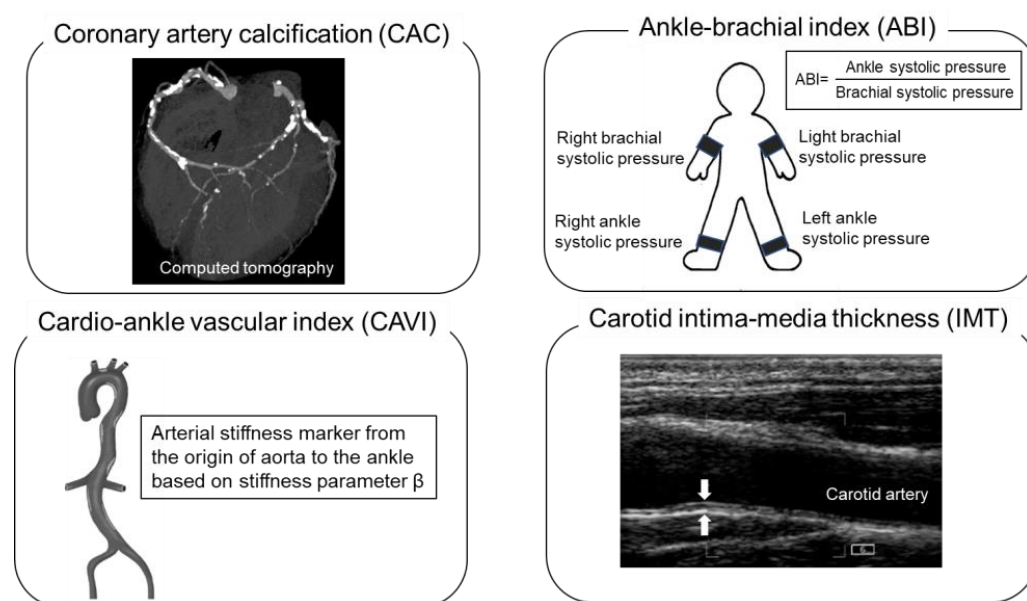 Coronary artery calcification (CAC)
Computed tomography
Ankle-brachial index (ABI)
ABI= Ankle systolic pressure
Brachial systolic pressure
Right brachial
systolic pressure
Light brachial
systolic pressure
Right ankle
systolic pressure
Left ankle
systolic pressure
Cardio-ankle vascular index (CAVI)
Arterial stiffness marker from
the origin of aorta to the ankle
based on stiffness parameter β
Carotid intima-media thickness (IMT)
Carotid artery